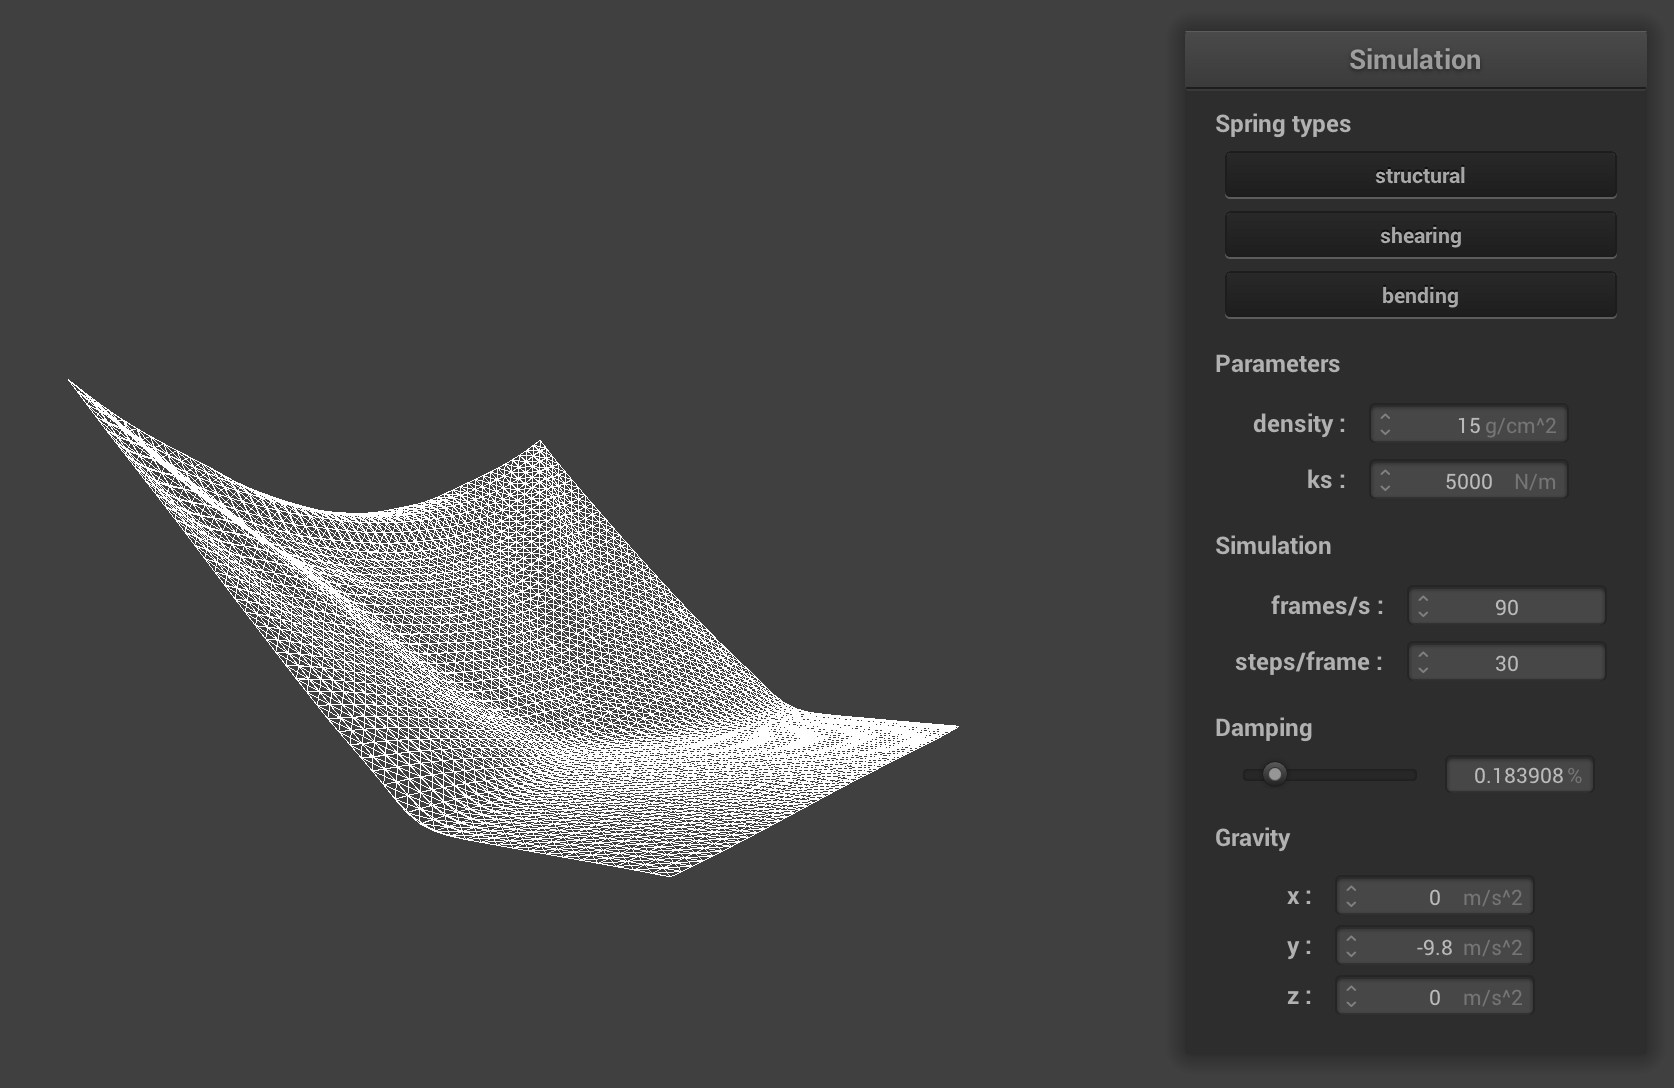 Simulation
Spring types
structural
shearing
bending
Parameters
density : 15 g/cm^2
ks : 5000 N/m
Simulation
frames/s : 90
steps/frame : 30
Damping
0.183908 %
Gravity
x : 0 m/s^2
y : -9.8 m/s^2
z : 0 m/s^2